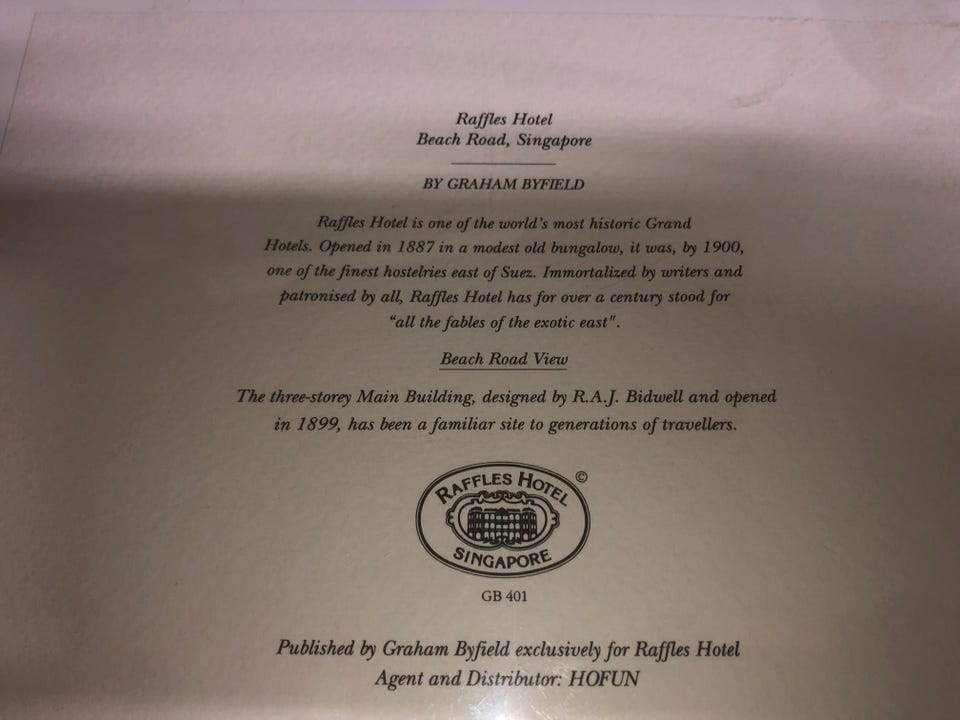 Raffles Hotel
Beach Road, Singapore
BY GRAHAM BYFIELD
Raffles Hotel is one of the world's most historic Grand
Hotels. Opened in 1887 in a modest old bungalow, it was, by 1900,
one of the finest hostelries east of Suez. Immortalized by writers and
patronised by all, Raffles Hotel has for over a century stood for
“all the fables of the exotic east".
Beach Road View
The three-storey Main Building, designed by R.A.J. Bidwell and opened
in 1899, has been a familiar site to generations of travellers.
RAFFLES HOTEL ©
SINGAPORE
GB 401
Published by Graham Byfield exclusively for Raffles Hotel
Agent and Distributor: HOFUN